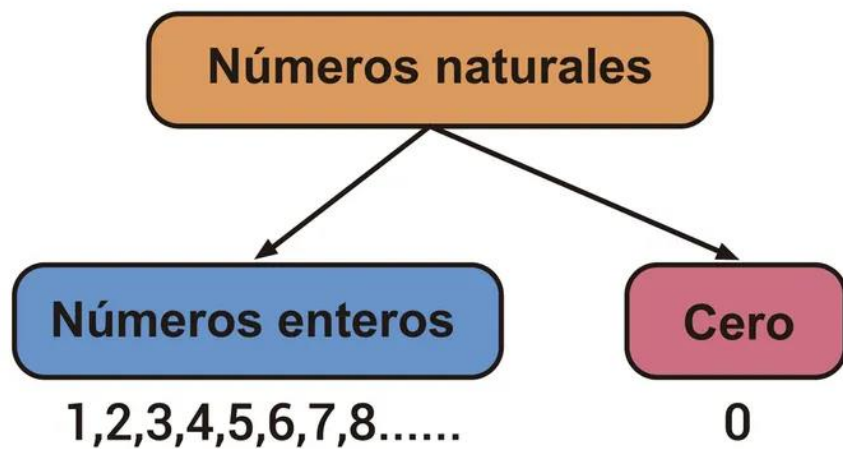 Números naturales
Números enteros
Cero
1,2,3,4,5,6,7,8......
0